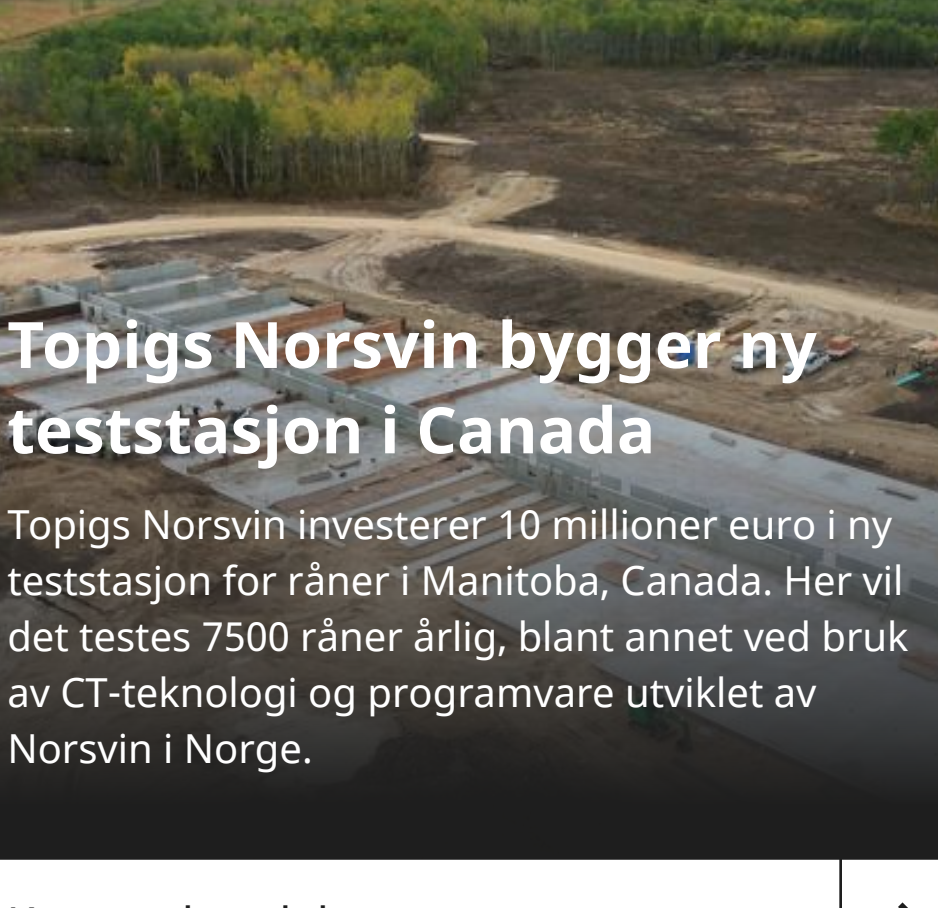 Topigs Norsvin bygger ny
teststasjon i Canada
Topigs Norsvin investerer 10 millioner euro i ny
teststasjon for råner i Manitoba, Canada. Her vil
det testes 7500 råner årlig, blant annet ved bruk
av CT-teknologi og programvare utviklet av
Norsvin i Norge.